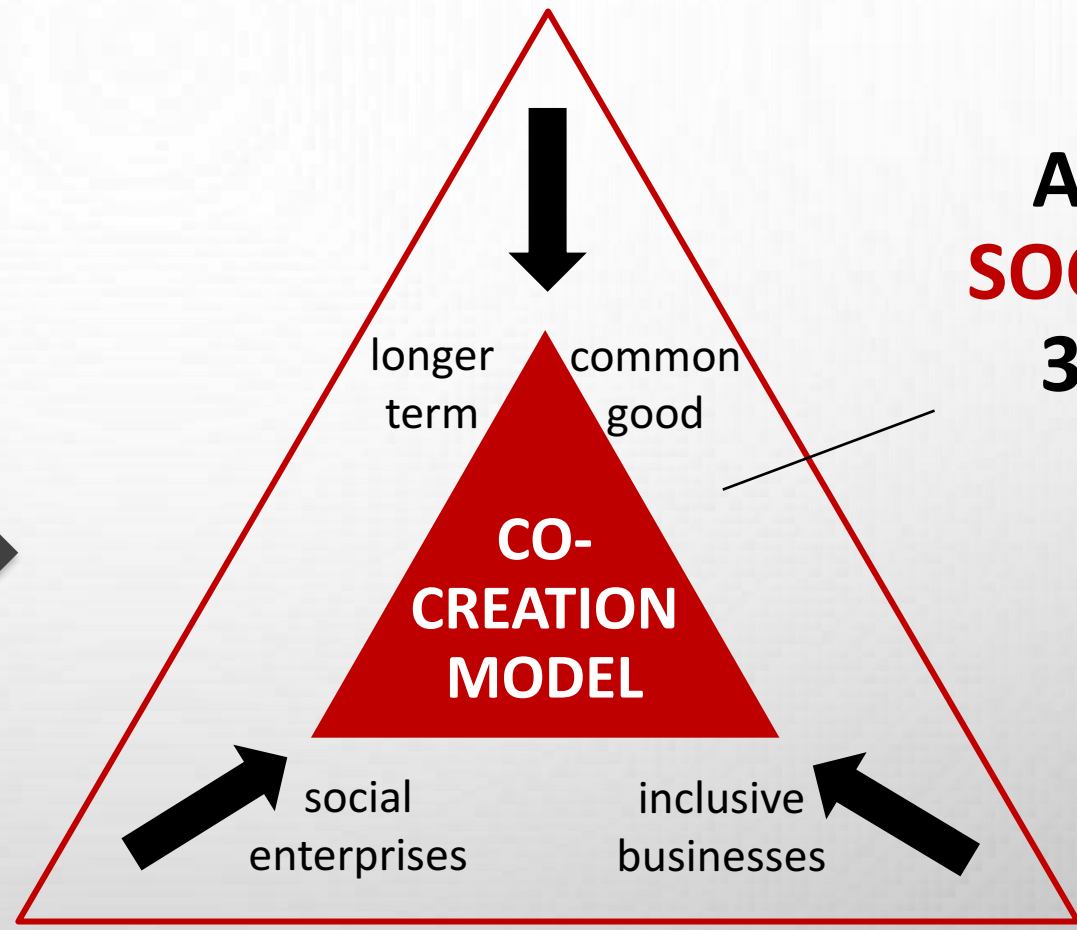 longer common
term good
CO-
CREATION
MODEL
social
enterprises
inclusive
businesses